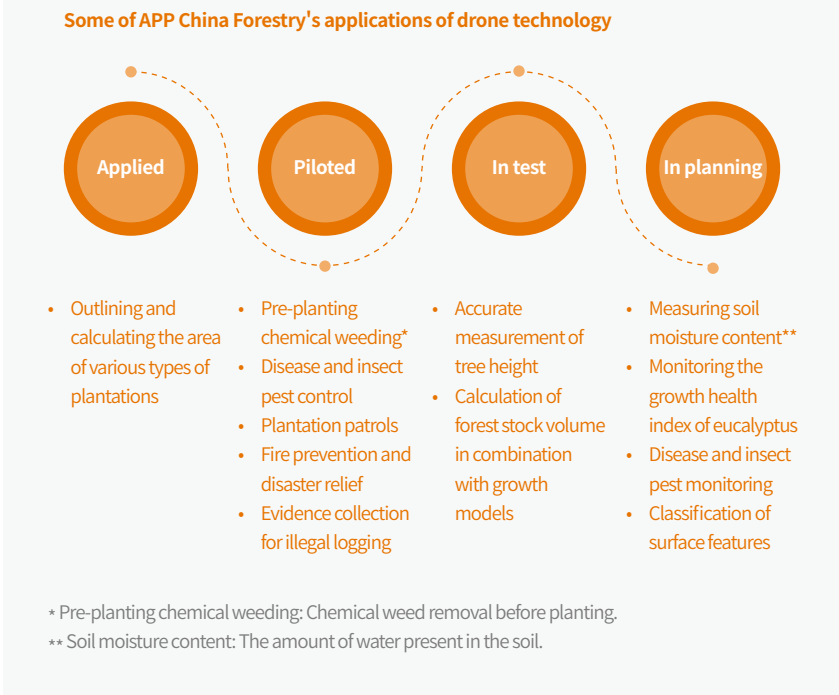 Some of APP China Forestry's applications of drone technology
Applied
Piloted
In test
In planning
• Outlining and
calculating the area
of various types of
plantations
• Pre-planting
chemical weeding*
• Disease and insect
pest control
• Plantation patrols
• Fire prevention and
disaster relief
• Evidence collection
for illegal logging
• Accurate
measurement of
tree height
• Calculation of
forest stock volume
in combination
with growth
models
• Measuring soil
moisture content**
• Monitoring the
growth health
index of eucalyptus
• Disease and insect
pest monitoring
• Classification of
surface features
* Pre-planting chemical weeding: Chemical weed removal before planting.
** Soil moisture content: The amount of water present in the soil.